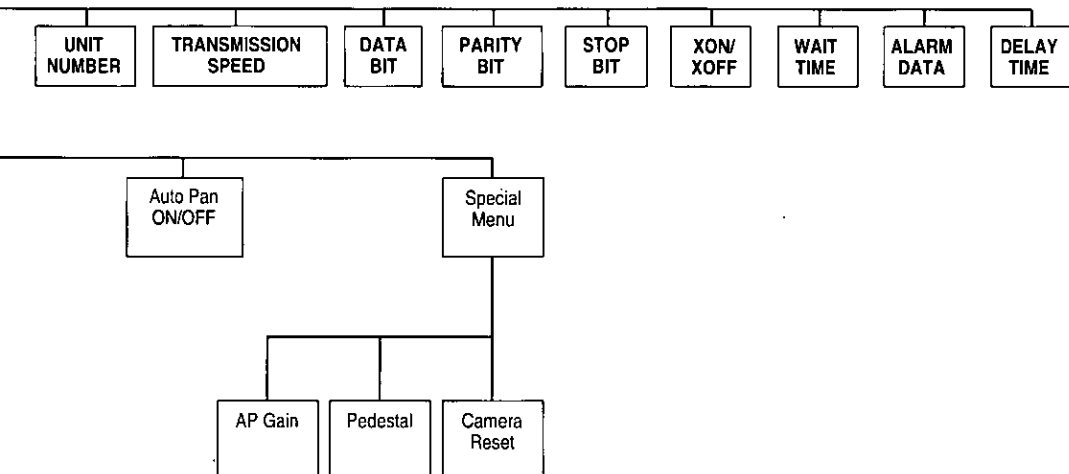 UNIT
NUMBER
TRANSMISSION
SPEED
DATA
BIT
PARITY
BIT
STOP
BIT
XON/
XOFF
WAIT
TIME
ALARM
DATA
DELAY
TIME
Auto Pan
ON/OFF
Special
Menu
AP Gain
Pedestal
Camera
Reset